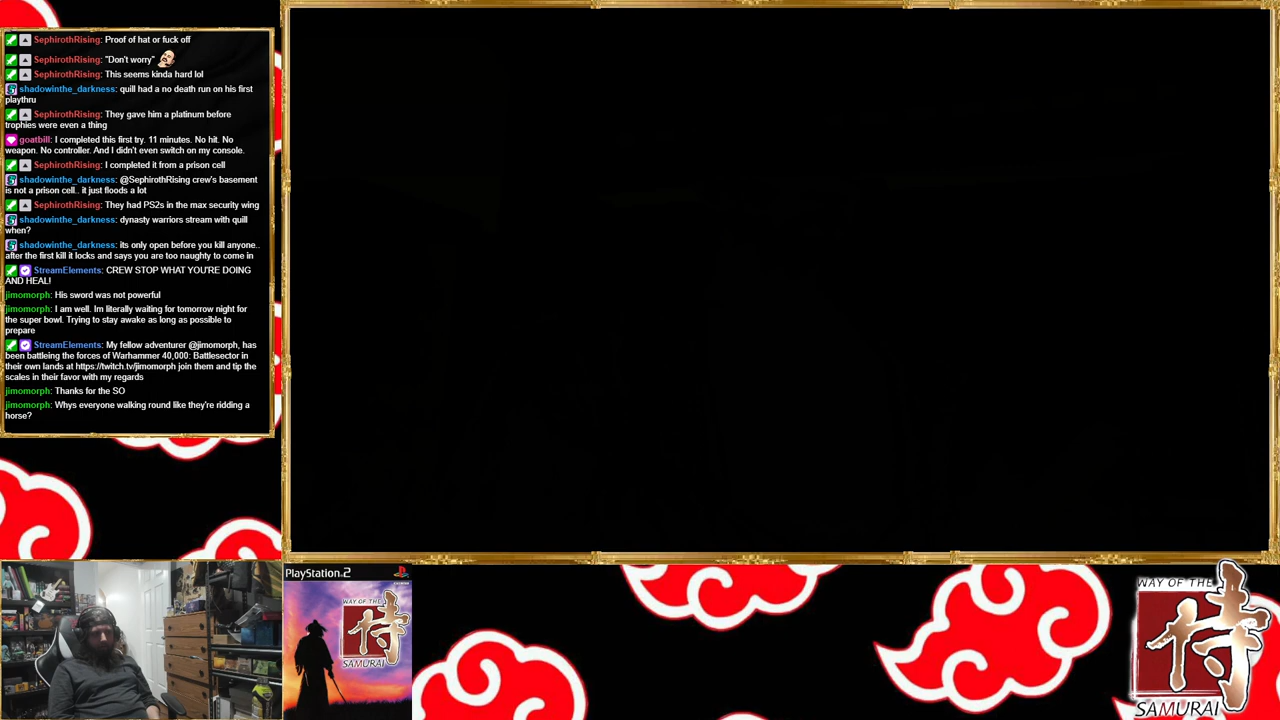 SephirothRising: Proof of hat or fuck off
SephirothRising: "Don't worry"
SephirothRising: This seems kinda hard lol
shadowinthe_darkness: quill had a no death run on his first
playthru
SephirothRising: They gave him a platinum before
trophies were even a thing
goatbill: I completed this first try. 11 minutes. No hit. No
weapon. No controller. And I didn't even switch on my console.
SephirothRising: I completed it from a prison cell
shadowinthe_darkness: @SephirothRising crew's basement
is not a prison cell.. it just floods a lot
SephirothRising: They had PS2s in the max security wing
shadowinthe_darkness: dynasty warriors stream with quill
when?
shadowinthe_darkness: its only open before you kill anyone..
after the first kill it locks and says you are too naughty to come in
StreamElements: CREW STOP WHAT YOU'RE DOING
AND HEAL!
jimomorph: His sword was not powerful
jimomorph: I am well. Im literally waiting for tomorrow night for
the super bowl. Trying to stay awake as long as possible to
prepare
StreamElements: My fellow adventurer @jimomorph, has
been battleing the forces of Warhammer 40,000: Battlesector in
their own lands at https://twitch.tv/jimomorph join them and tip the
scales in their favor with my regards
jimomorph: Thanks for the SO
jimomorph: Whys everyone walking round like they're ridding a
horse?
PlayStation 2
WAY OF THE
侍
SAMURAI
WAY OF THE
侍
SAMURAI